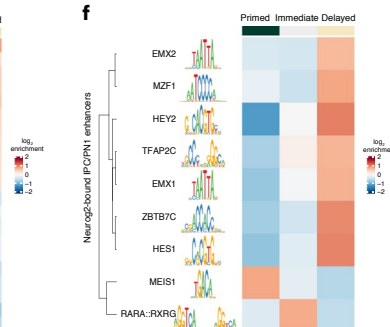 f
Primed Immediate Delayed
Neurog2-bound IPC/PN1 enhancers
EMX2
MZF1
HEY2
TFAP2C
EMX1
ZBTB7C
HES1
MEIS1
RARA::RXRG
log2
enrichment
2
1
0
−1
−2
log2
enrichme
2
1
0
−1
−2